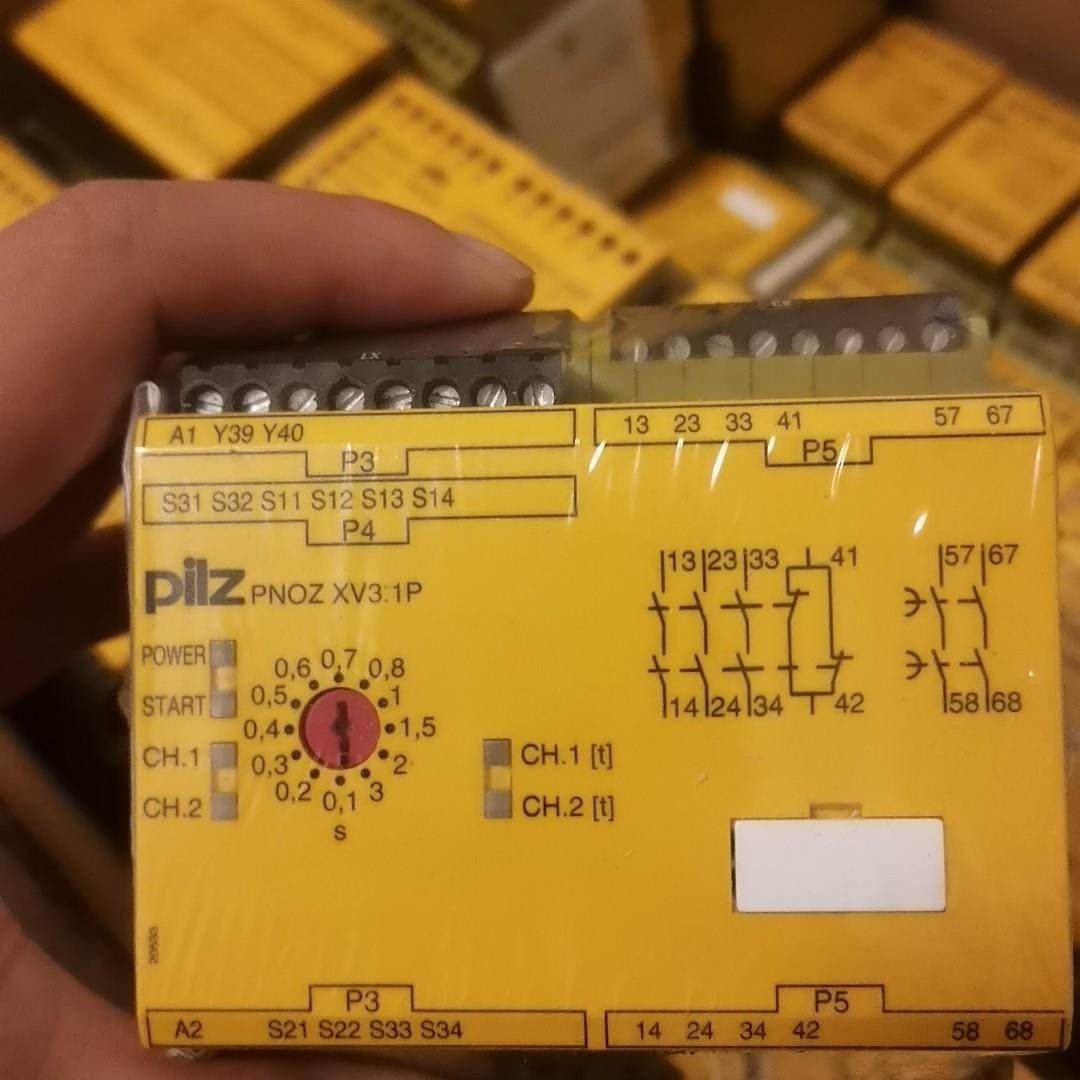 A1 Y39 Y40
13 23 33 41 57 67
P3
P5
S31 S32 S11 S12 S13 S14
P4
pilz PNOZ XV3.1P
13 23 33 41 57 67
POWER
START
CH.1
CH.2
0,7
0,6 0,8
0,5 1
0,4 1,5
0,3 2
0,2 3
0,1
s
CH.1 [t]
CH.2 [t]
14 24 34 42 58 68
P3
P5
A2 S21 S22 S33 S34
14 24 34 42 58 68